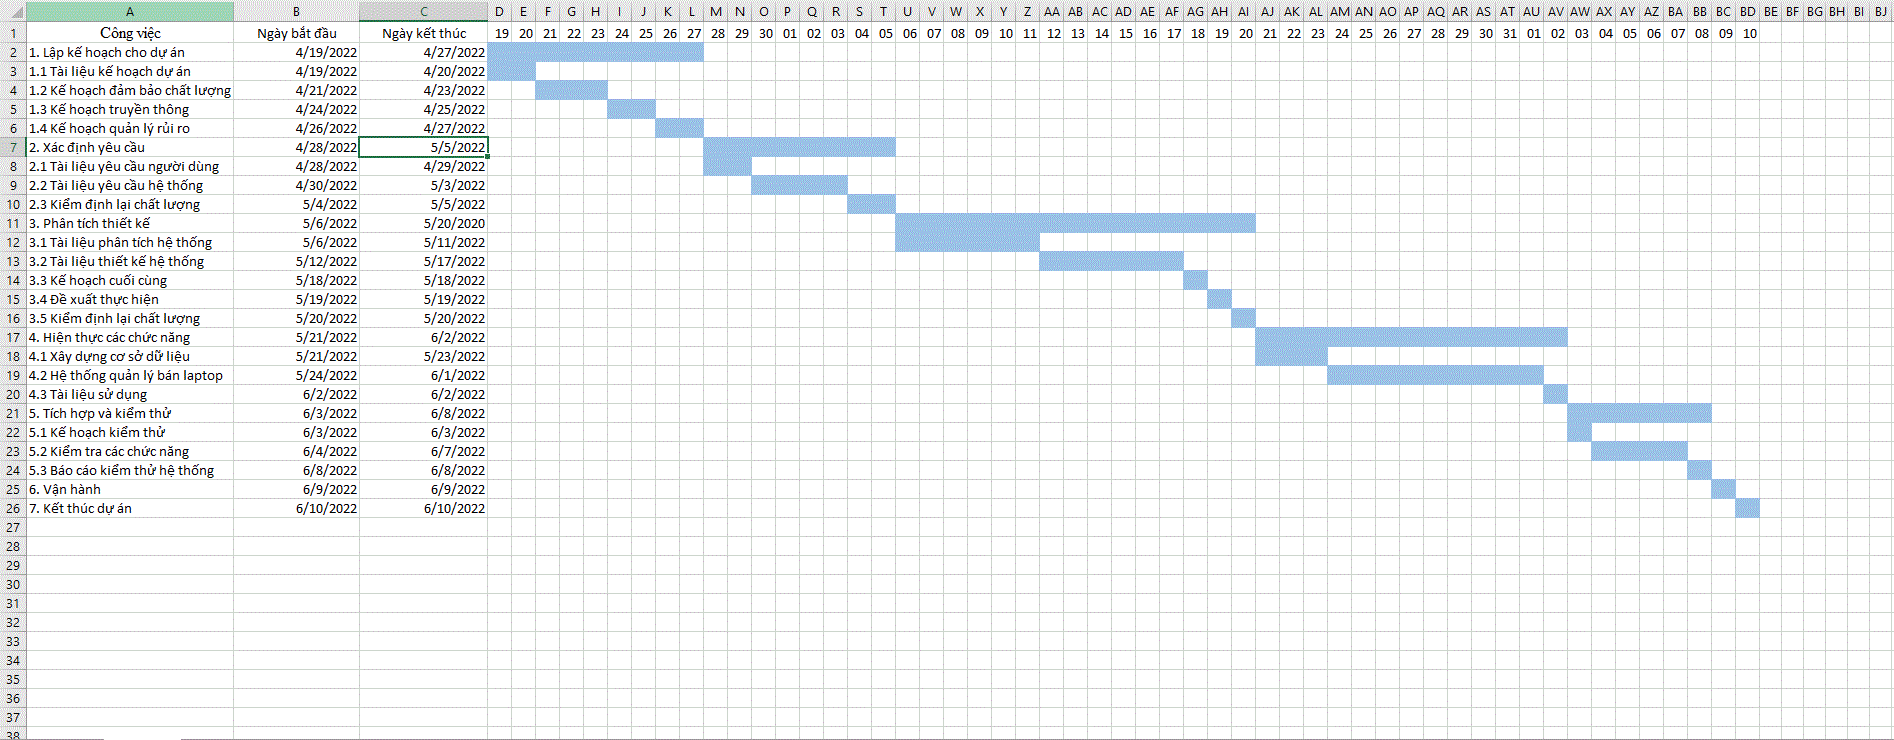 A B C D E F G H I J K L M N O P Q R S T U V W X Y Z AA AB AC AD AE AF AG AH AI AJ AK AL AM AN AO AP AQ AR AS AT AU AV AW AX AY AZ BA BB BC BD BE BF BG BH BI BJ
1 Công việc Ngày bắt đầu Ngày kết thúc 19 20 21 22 23 24 25 26 27 28 29 30 01 02 03 04 05 06 07 08 09 10 11 12 13 14 15 16 17 18 19 20 21 22 23 24 25 26 27 28 29 30 31 01 02 03 04 05 06 07 08 09 10
2 1. Lập kế hoạch cho dự án 4/19/2022 4/27/2022
3 1.1 Tài liệu kế hoạch dự án 4/19/2022 4/20/2022
4 1.2 Kế hoạch đảm bảo chất lượng 4/21/2022 4/23/2022
5 1.3 Kế hoạch truyền thông 4/24/2022 4/25/2022
6 1.4 Kế hoạch quản lý rủi ro 4/26/2022 4/27/2022
7 2. Xác định yêu cầu 4/28/2022 5/5/2022
8 2.1 Tài liệu yêu cầu người dùng 4/28/2022 4/29/2022
9 2.2 Tài liệu yêu cầu hệ thống 4/30/2022 5/3/2022
10 2.3 Kiểm định lại chất lượng 5/4/2022 5/5/2022
11 3. Phân tích thiết kế 5/6/2022 5/20/2020
12 3.1 Tài liệu phân tích hệ thống 5/6/2022 5/11/2022
13 3.2 Tài liệu thiết kế hệ thống 5/12/2022 5/17/2022
14 3.3 Kế hoạch cuối cùng 5/18/2022 5/18/2022
15 3.4 Đề xuất thực hiện 5/19/2022 5/19/2022
16 3.5 Kiểm định lại chất lượng 5/20/2022 5/20/2022
17 4. Hiện thực các chức năng 5/21/2022 6/2/2022
18 4.1 Xây dựng cơ sở dữ liệu 5/21/2022 5/23/2022
19 4.2 Hệ thống quản lý bán laptop 5/24/2022 6/1/2022
20 4.3 Tài liệu sử dụng 6/2/2022 6/2/2022
21 5. Tích hợp và kiểm thử 6/3/2022 6/8/2022
22 5.1 Kế hoạch kiểm thử 6/3/2022 6/3/2022
23 5.2 Kiểm tra các chức năng 6/4/2022 6/7/2022
24 5.3 Báo cáo kiểm thử hệ thống 6/8/2022 6/8/2022
25 6. Vận hành 6/9/2022 6/9/2022
26 7. Kết thúc dự án 6/10/2022 6/10/2022
27
28
29
30
31
32
33
34
35
36
37
38